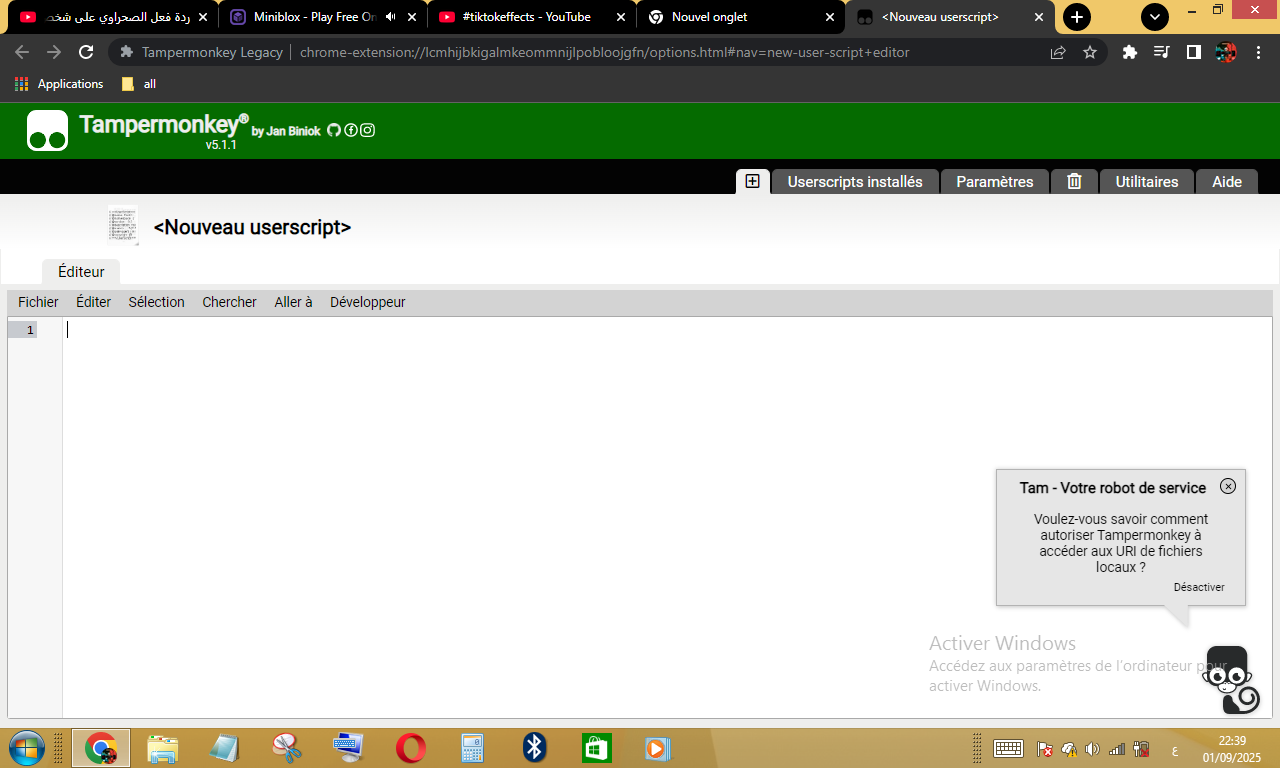 ردة فعل الصحراوي على شخص
Miniblox - Play Free On
#tiktokeffects - YouTube
Nouvel onglet
<Nouveau userscript>
Tampermonkey Legacy
chrome-extension://lcmhijbkigalmkeommnijlpobloojgfn/options.html#nav=new-user-script+editor
Applications
all
Tampermonkey® by Jan Biniok
v5.1.1
Userscripts installés
Paramètres
Utilitaires
Aide
<Nouveau userscript>
Éditeur
Fichier
Éditer
Sélection
Chercher
Aller à
Développeur
1
Tam - Votre robot de service
Voulez-vous savoir comment
autoriser Tampermonkey à
accéder aux URI de fichiers
locaux ?
Désactiver
Activer Windows
Accédez aux paramètres de l'ordinateur pour
activer Windows.
ع
22:39
01/09/2025